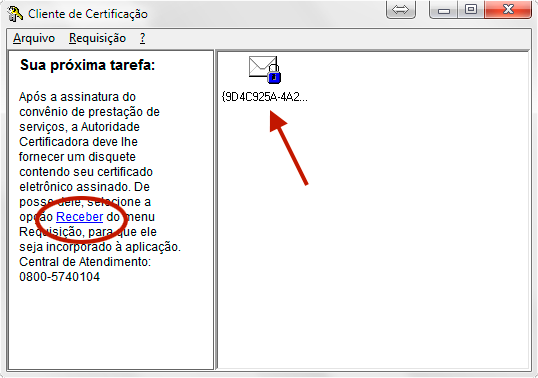 Cliente de Certificação
Arquivo Requisição ?
Sua próxima tarefa:
Após a assinatura do
convênio de prestação de
serviços, a Autoridade
Certificadora deve lhe
fornecer um disquete
contendo seu certificado
eletrônico assinado. De
posse dele, selecione a
opção Receber do menu
Requisição, para que ele
seja incorporado à aplicação.
Central de Atendimento:
0800-5740104
{9D4C925A-4A2...